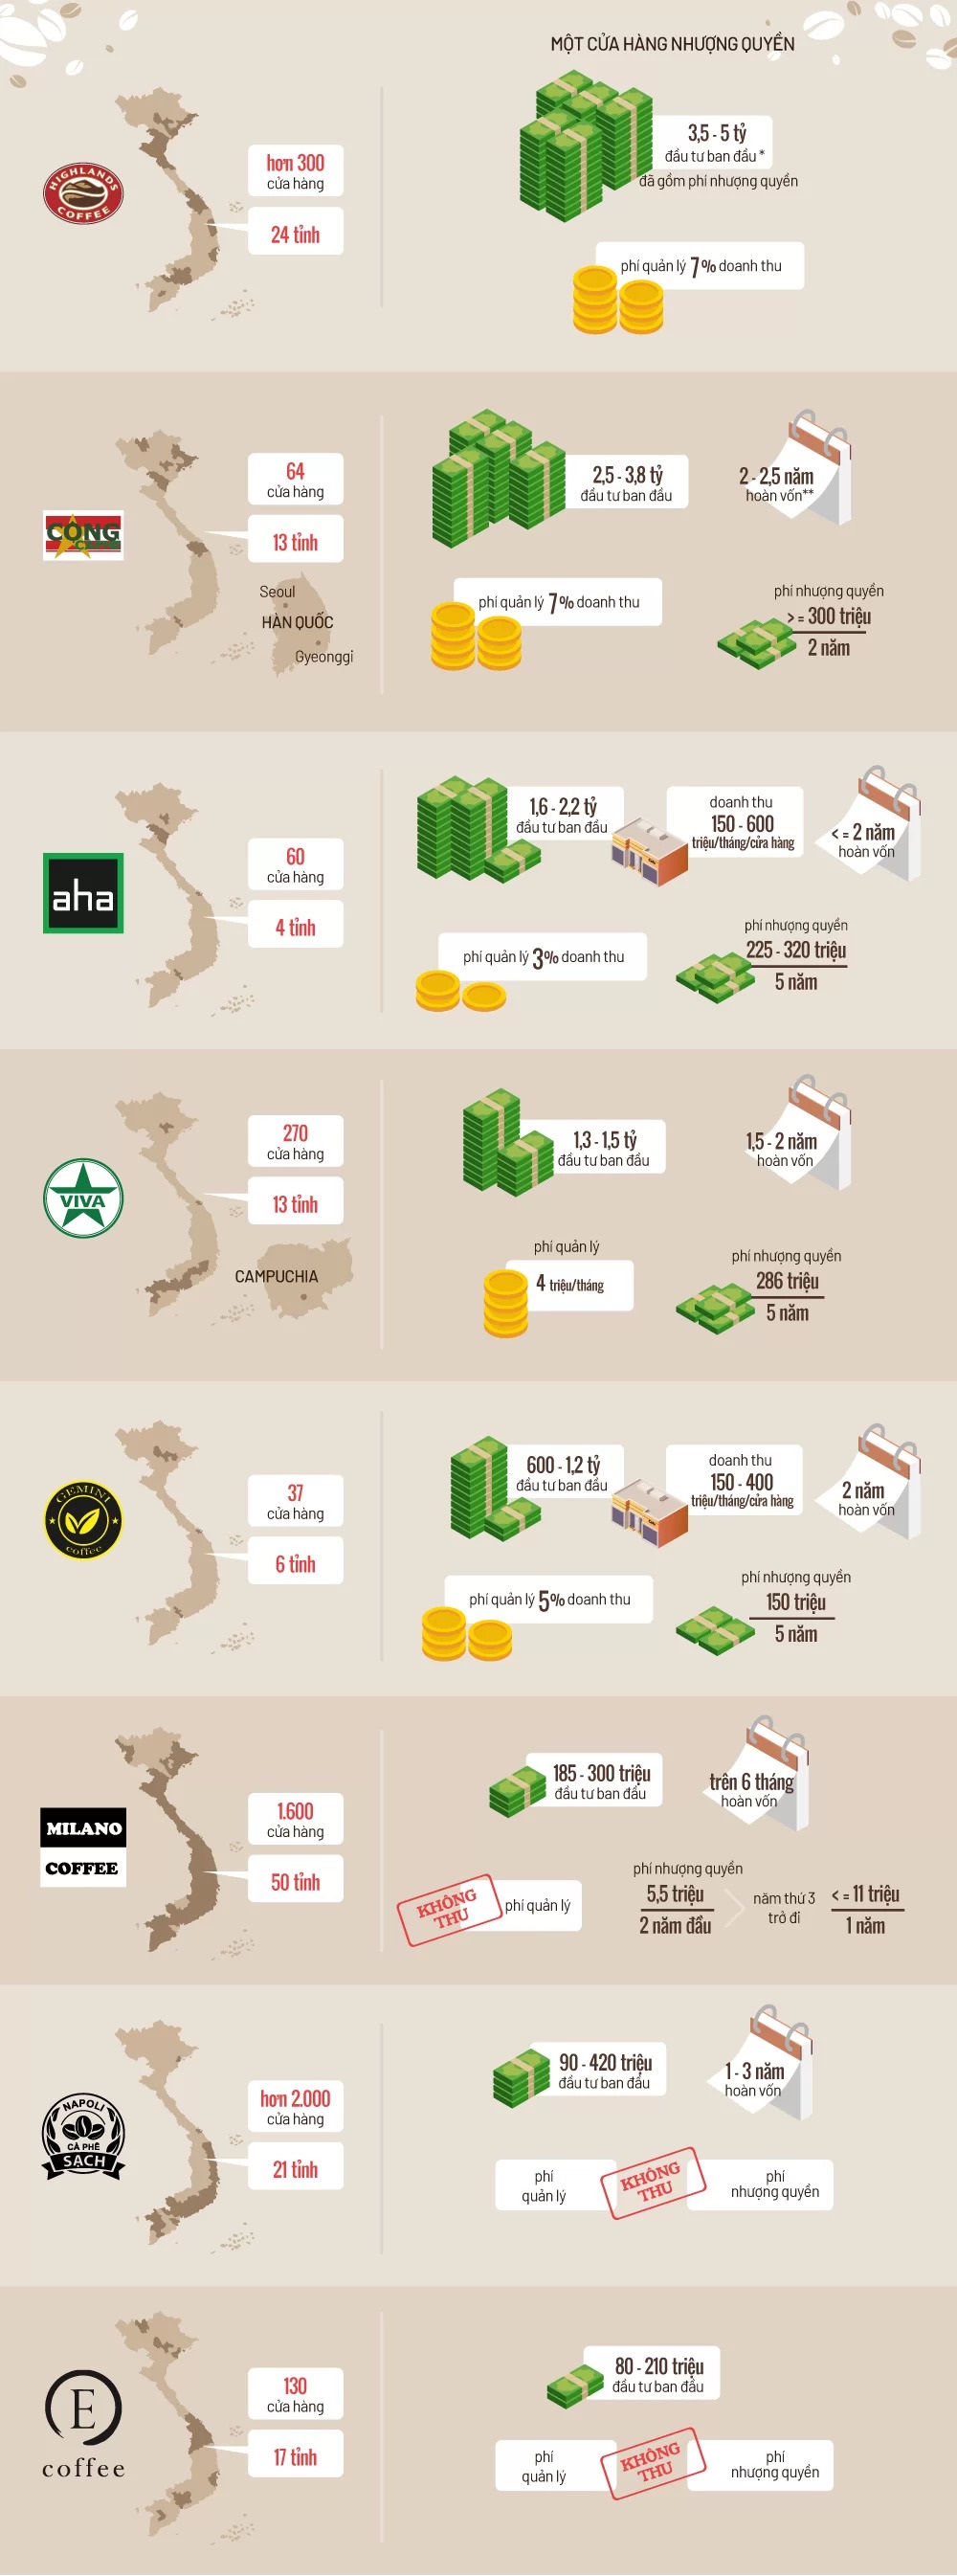 MỘT CỬA HÀNG NHƯỢNG QUYỀN
HIGHLANDS
COFFEE
hơn 300
cửa hàng
24 tỉnh
3,5 - 5 tỷ
đầu tư ban đầu *
đã gồm phí nhượng quyền
phí quản lý 7% doanh thu
CỘNG
64
cửa hàng
13 tỉnh
Seoul
HÀN QUỐC
Gyeonggi
2,5 - 3,8 tỷ
đầu tư ban đầu
2 - 2,5 năm
hoàn vốn**
phí quản lý 7% doanh thu
phí nhượng quyền
> = 300 triệu
2 năm
aha
60
cửa hàng
4 tỉnh
1,6 - 2,2 tỷ
đầu tư ban đầu
doanh thu
150 - 600
triệu/tháng/cửa hàng
< = 2 năm
hoàn vốn
phí quản lý 3% doanh thu
phí nhượng quyền
225 - 320 triệu
5 năm
VIVA
270
cửa hàng
13 tỉnh
CAMPUCHIA
1,3 - 1,5 tỷ
đầu tư ban đầu
1,5 - 2 năm
hoàn vốn
phí quản lý
4 triệu/tháng
phí nhượng quyền
286 triệu
5 năm
GEMINI
coffee
37
cửa hàng
6 tỉnh
600 - 1,2 tỷ
đầu tư ban đầu
doanh thu
150 - 400
triệu/tháng/cửa hàng
2 năm
hoàn vốn
phí quản lý 5% doanh thu
phí nhượng quyền
150 triệu
5 năm
MILANO
COFFEE
1.600
cửa hàng
50 tỉnh
185 - 300 triệu
đầu tư ban đầu
trên 6 tháng
hoàn vốn
KHÔNG
THU
phí quản lý
phí nhượng quyền
5,5 triệu
2 năm đầu
năm thứ 3
trở đi
< = 11 triệu
1 năm
NAPOLI
CÀ PHÊ
SẠCH
hơn 2.000
cửa hàng
21 tỉnh
90 - 420 triệu
đầu tư ban đầu
1 - 3 năm
hoàn vốn
phí
quản lý
KHÔNG
THU
phí
nhượng quyền
E
coffee
130
cửa hàng
17 tỉnh
80 - 210 triệu
đầu tư ban đầu
phí
quản lý
KHÔNG
THU
phí
nhượng quyền